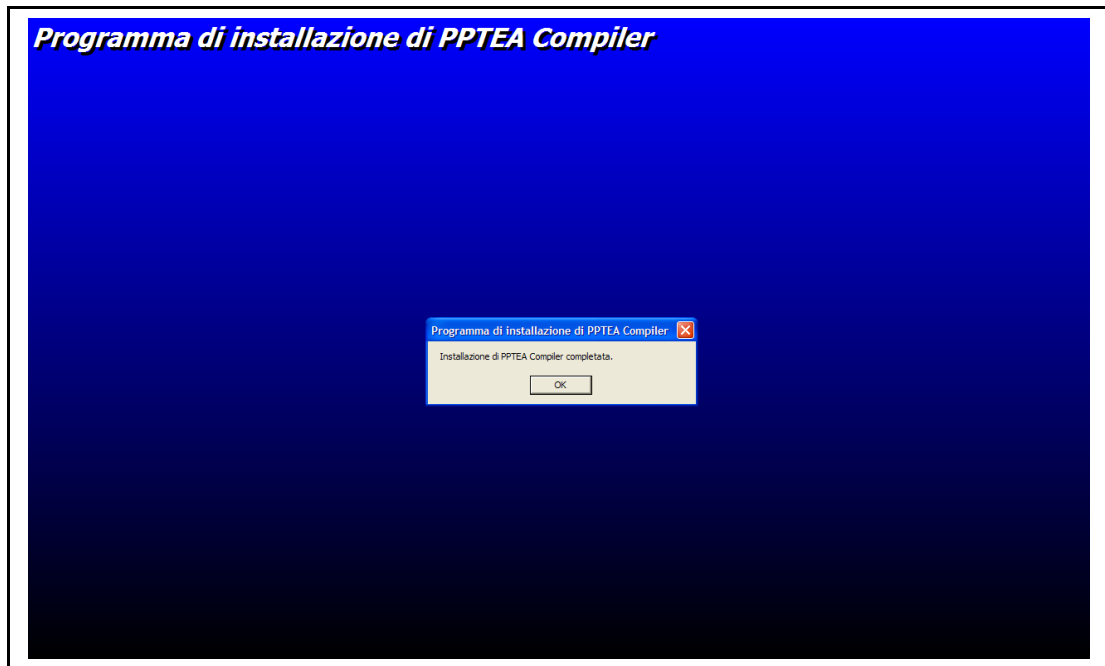 Programma di installazione di PPTEA Compiler
Programma di installazione di PPTEA Compiler
Installazione di PPTEA Compiler completata.
OK